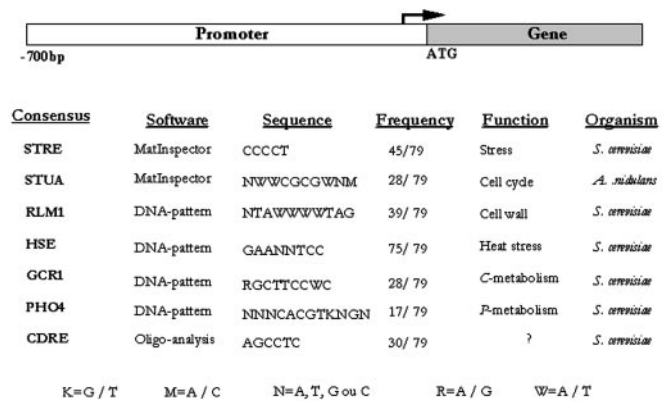 Promoter Gene
-700bp ATG
Consensus Software Sequence Frequency Function Organism
STRE MatInspector CCCCT 45/79 Stress S. cerevisiae
STUA MatInspector NWWCGCGWNM 28/ 79 Cell cycle A. nidulans
RLM1 DNA-pattern NTAWWWWTAG 39/ 79 Cell wall S. cerevisiae
HSE DNA-pattern GAANNTCC 75/ 79 Heat stress S. cerevisiae
GCR1 DNA-pattern RGCTTCCWC 28/ 79 C-metabolism S. cerevisiae
PHO4 DNA-pattern NNNCACGTKNGN 17/ 79 P-metabolism S. cerevisiae
CDRE Oligo-analysis AGCCTC 30/ 79 ? S. cerevisiae
K=G / T M=A / C N=A, T, G ou C R=A / G W=A / T